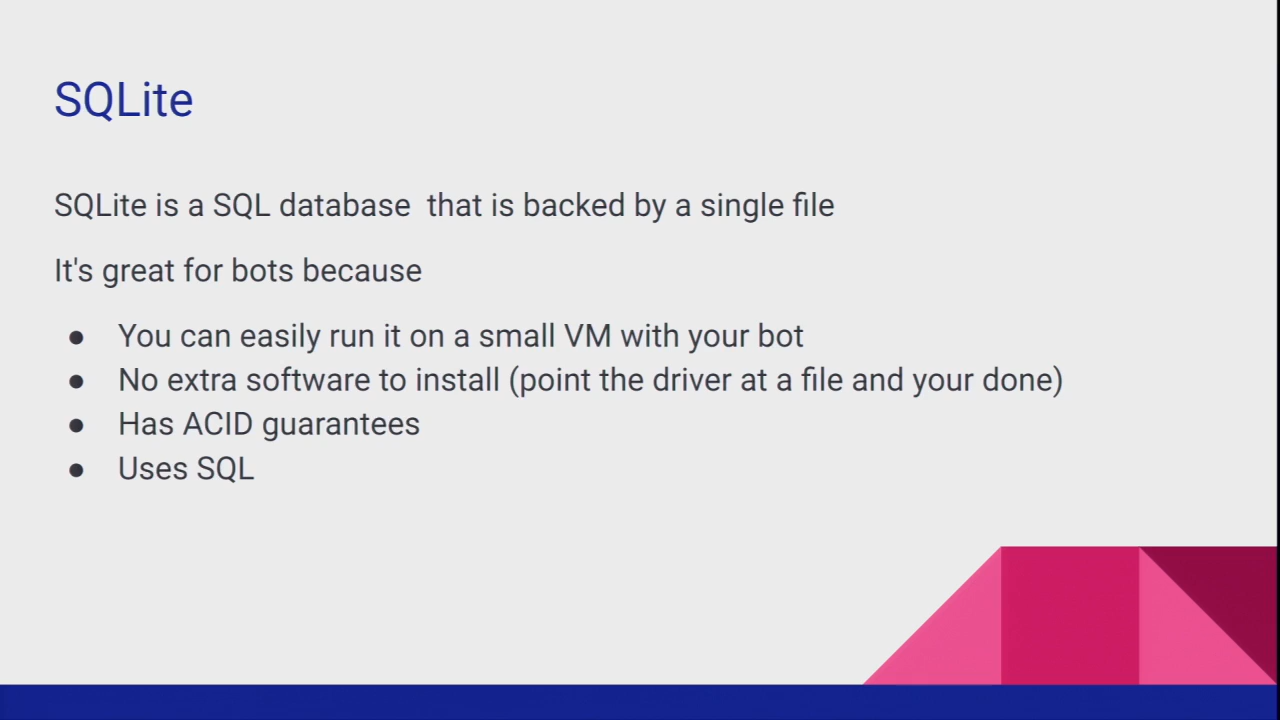 SQLite
SQLite is a SQL database  that is backed by a single file
It's great for bots because
● You can easily run it on a small VM with your bot
● No extra software to install (point the driver at a file and your done)
● Has ACID guarantees
● Uses SQL